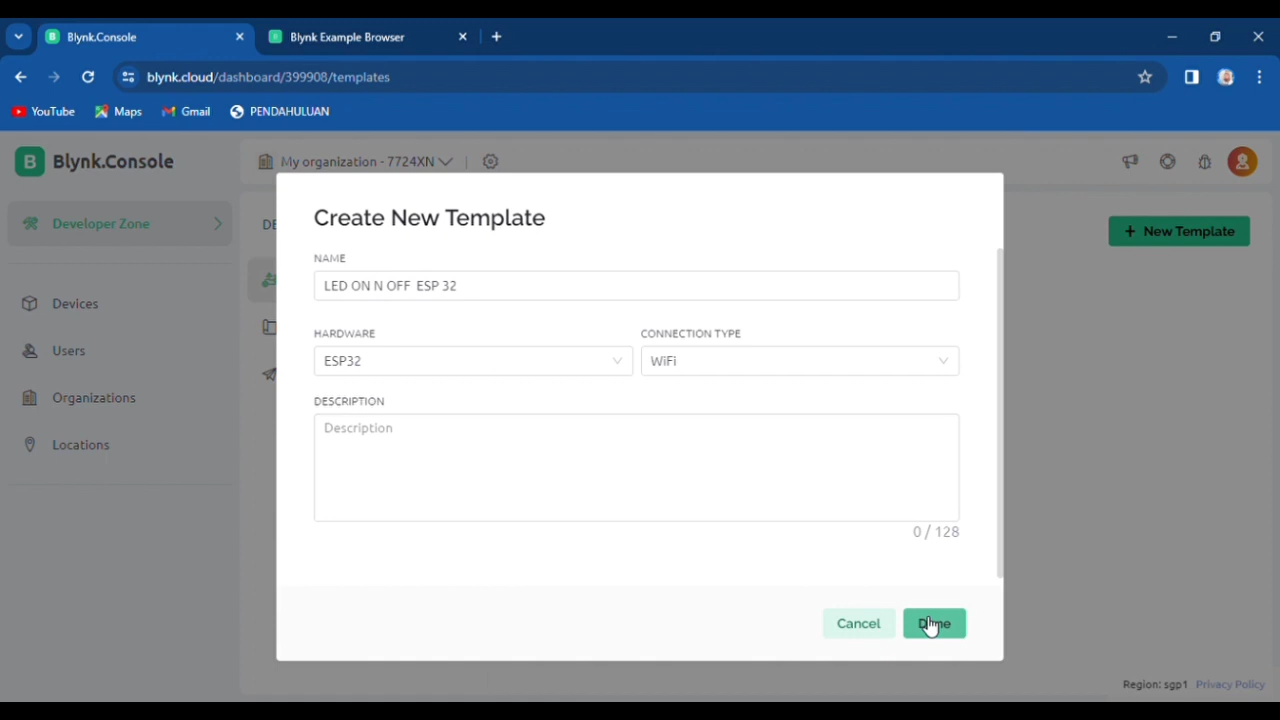 Blynk.Console
Blynk Example Browser
blynk.cloud/dashboard/399908/templates
YouTube
Maps
Gmail
PENDAHULUAN
B
Blynk.Console
My organization - 7724XN
Developer Zone
DE
+ New Template
Create New Template
NAME
LED ON N OFF ESP 32
HARDWARE
CONNECTION TYPE
ESP32
WiFi
DESCRIPTION
Description
0 / 128
Devices
Users
Organizations
Locations
Cancel
Done
Region: sgp1 Privacy Policy